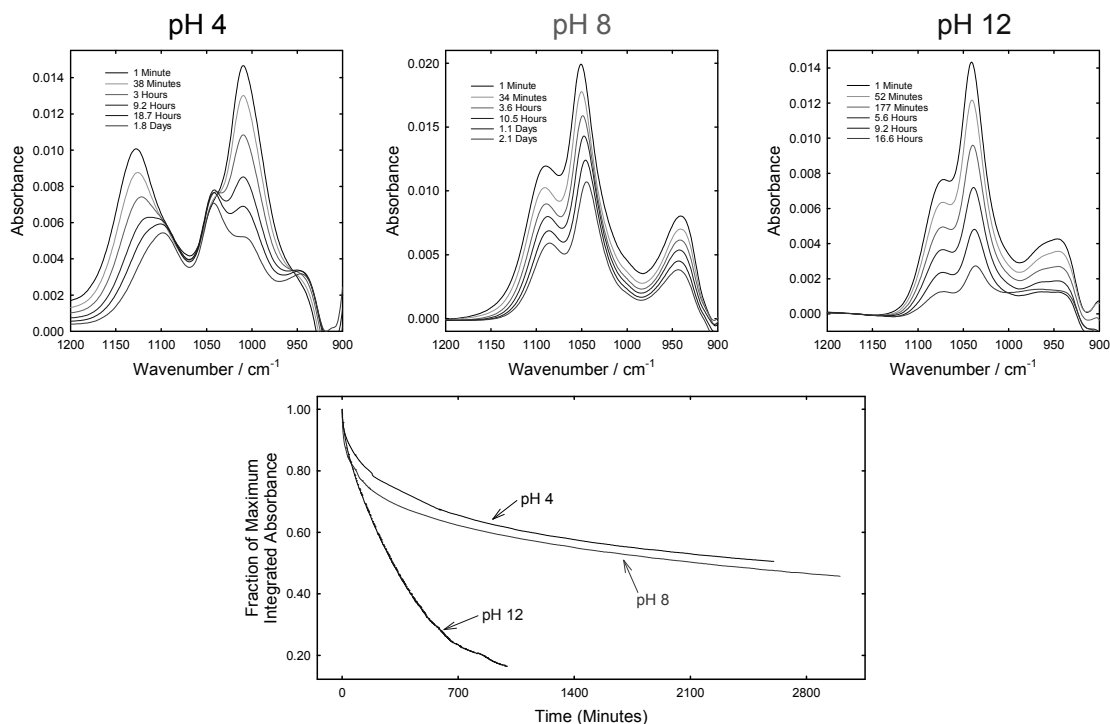 pH 4
0.014
0.012
0.010
0.008
0.006
0.004
0.002
0.000
Absorbance
1 Minute
38 Minutes
3 Hours
9.2 Hours
18.7 Hours
1.8 Days
1200 1150 1100 1050 1000 950 900
Wavenumber / cm⁻¹
pH 8
0.020
0.015
0.010
0.005
0.000
Absorbance
1 Minute
34 Minutes
3.6 Hours
10.5 Hours
1.1 Days
2.1 Days
1200 1150 1100 1050 1000 950 900
Wavenumber / cm⁻¹
pH 12
0.014
0.012
0.010
0.008
0.006
0.004
0.002
0.000
Absorbance
1 Minute
52 Minutes
177 Minutes
5.6 Hours
9.2 Hours
16.6 Hours
1200 1150 1100 1050 1000 950 900
Wavenumber / cm⁻¹
1.00
0.80
0.60
0.40
0.20
Fraction of Maximum
Integrated Absorbance
pH 4
pH 8
pH 12
0 700 1400 2100 2800
Time (Minutes)